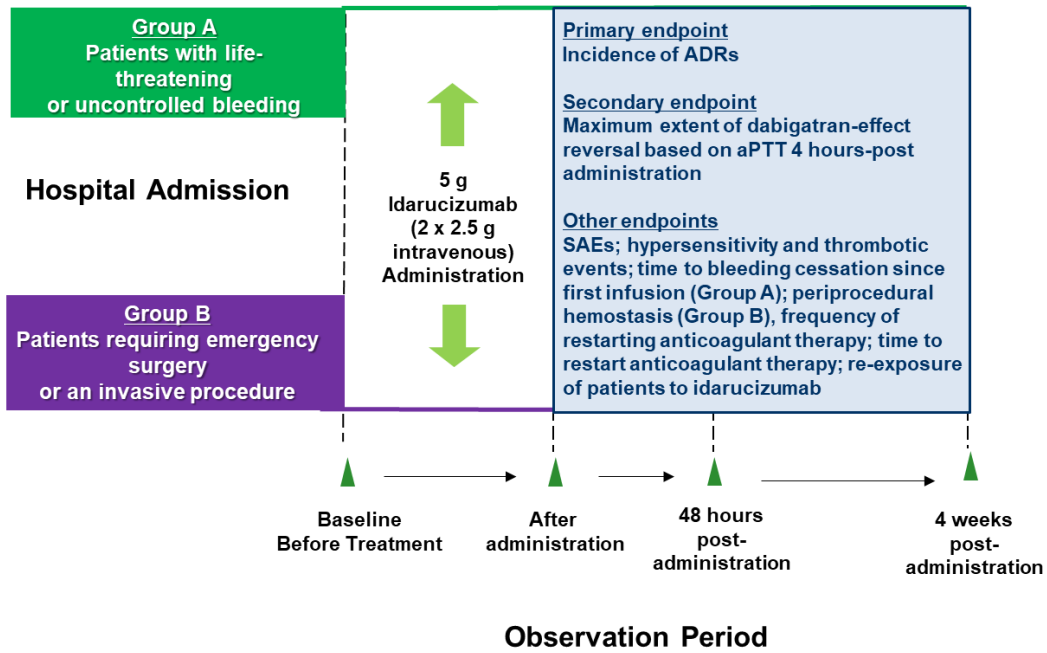 Group A
Patients with life-
threatening
or uncontrolled bleeding
Hospital Admission
Group B
Patients requiring emergency
surgery
or an invasive procedure
5 g
Idarucizumab
(2 x 2.5 g
intravenous)
Administration
Primary endpoint
Incidence of ADRs
Secondary endpoint
Maximum extent of dabigatran-effect
reversal based on aPTT 4 hours-post
administration
Other endpoints
SAEs; hypersensitivity and thrombotic
events; time to bleeding cessation since
first infusion (Group A); periprocedural
hemostasis (Group B), frequency of
restarting anticoagulant therapy; time to
restart anticoagulant therapy; re-exposure
of patients to idarucizumab
Baseline
Before Treatment
After
administration
48 hours
post-
administration
4 weeks
post-
administration
Observation Period